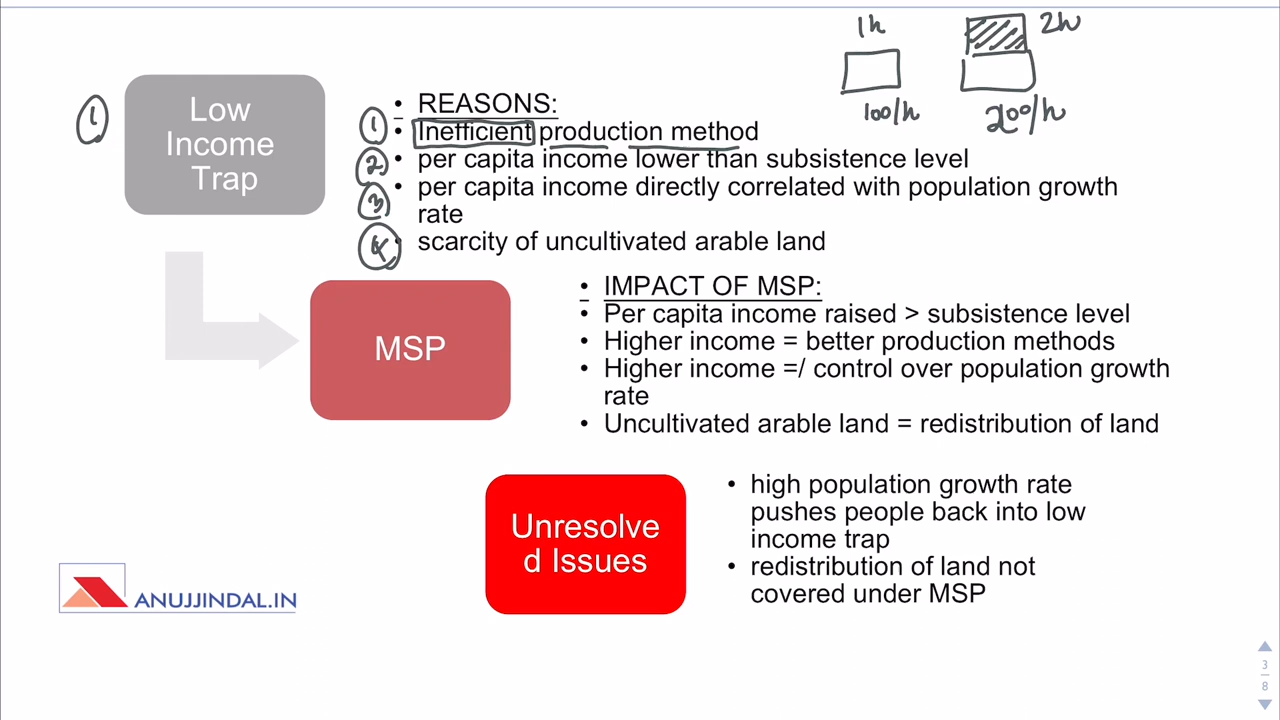 1h
2h
100/h
200/h
1
Low
Income
Trap
• REASONS:
1 • Inefficient production method
2 • per capita income lower than subsistence level
3 • per capita income directly correlated with population growth
rate
4 • scarcity of uncultivated arable land
MSP
• IMPACT OF MSP:
• Per capita income raised > subsistence level
• Higher income = better production methods
• Higher income =/ control over population growth
rate
• Uncultivated arable land = redistribution of land
Unresolve
d Issues
• high population growth rate
pushes people back into low
income trap
• redistribution of land not
covered under MSP
ANUJJINDAL.IN
3
8